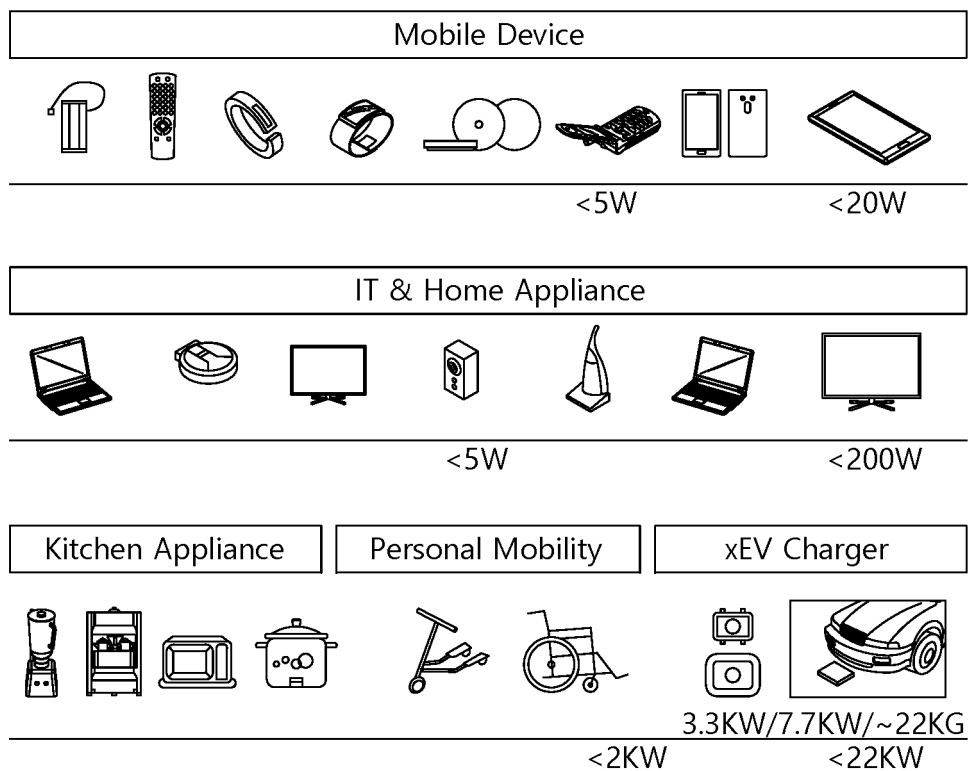 Mobile Device
<5W <20W
IT & Home Appliance
<5W <200W
Kitchen Appliance Personal Mobility xEV Charger
3.3KW/7.7KW/~22KG
<2KW <22KW